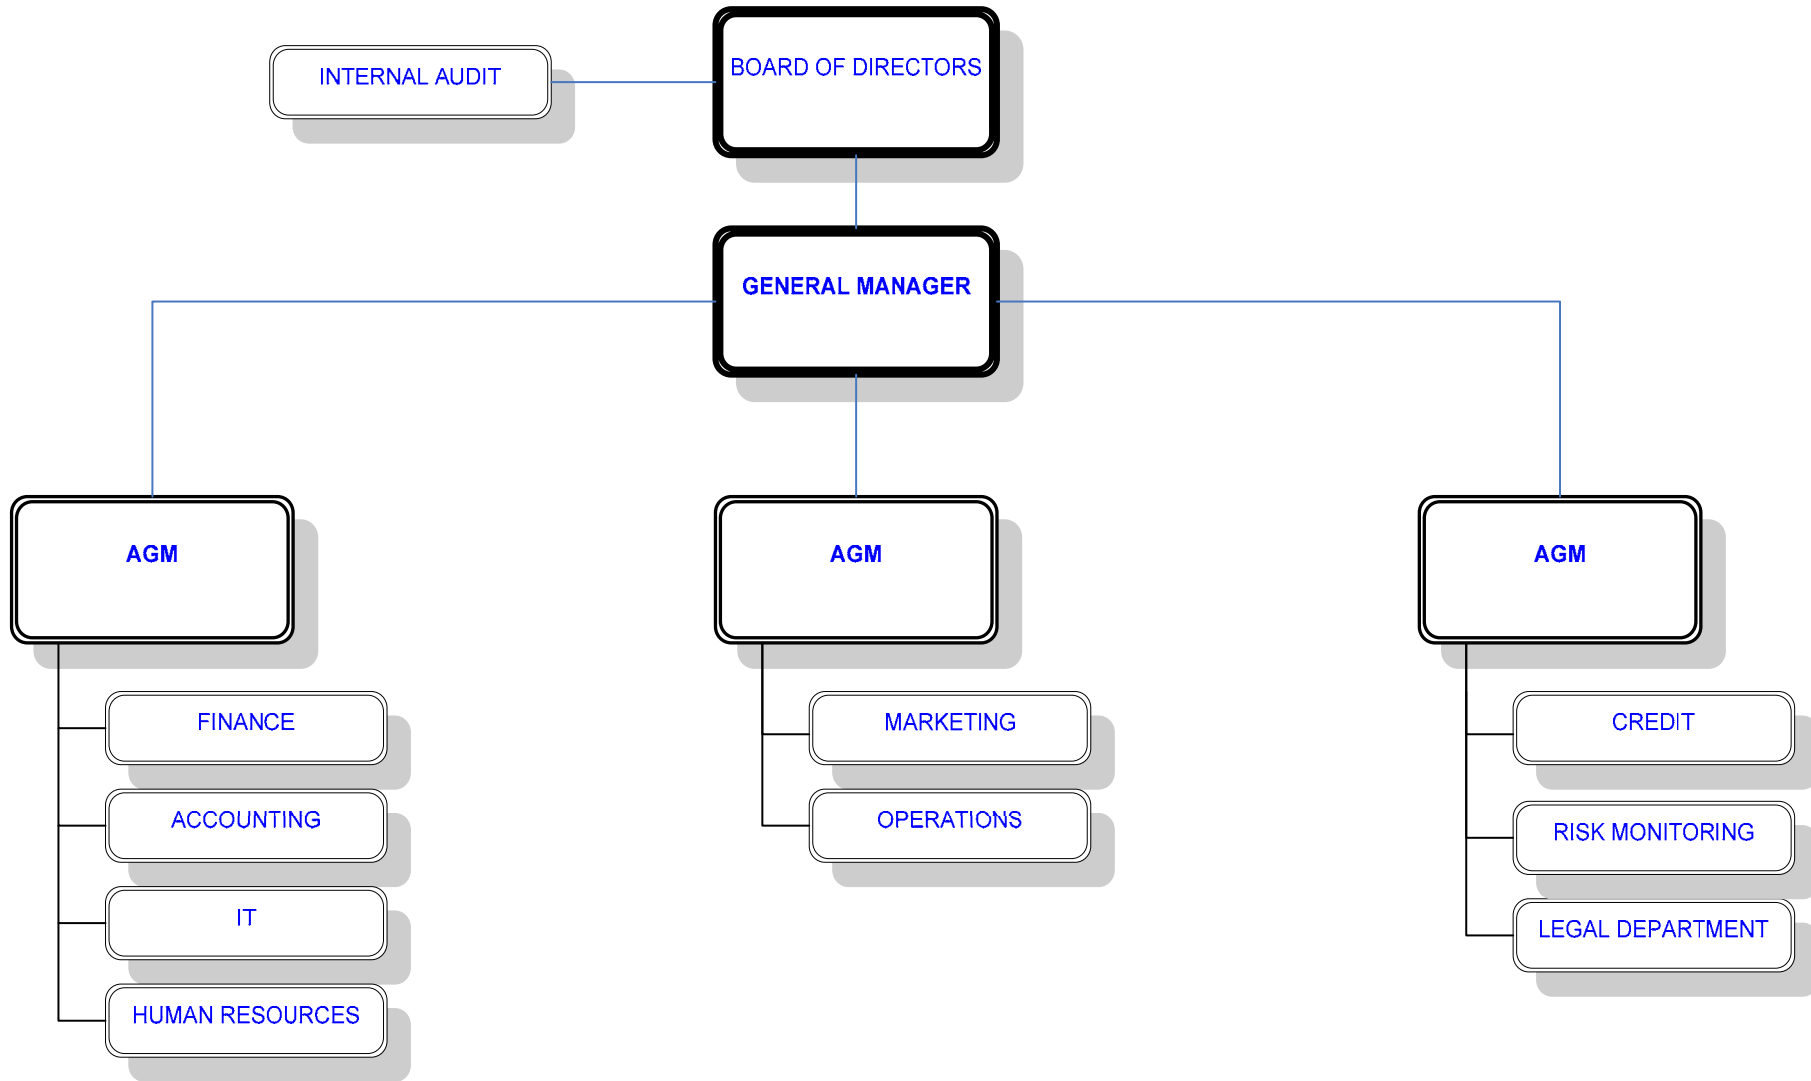 BOARD OF DIRECTORS
INTERNAL AUDIT
GENERAL MANAGER
AGM
AGM
AGM
FINANCE
ACCOUNTING
IT
HUMAN RESOURCES
MARKETING
OPERATIONS
CREDIT
RISK MONITORING
LEGAL DEPARTMENT